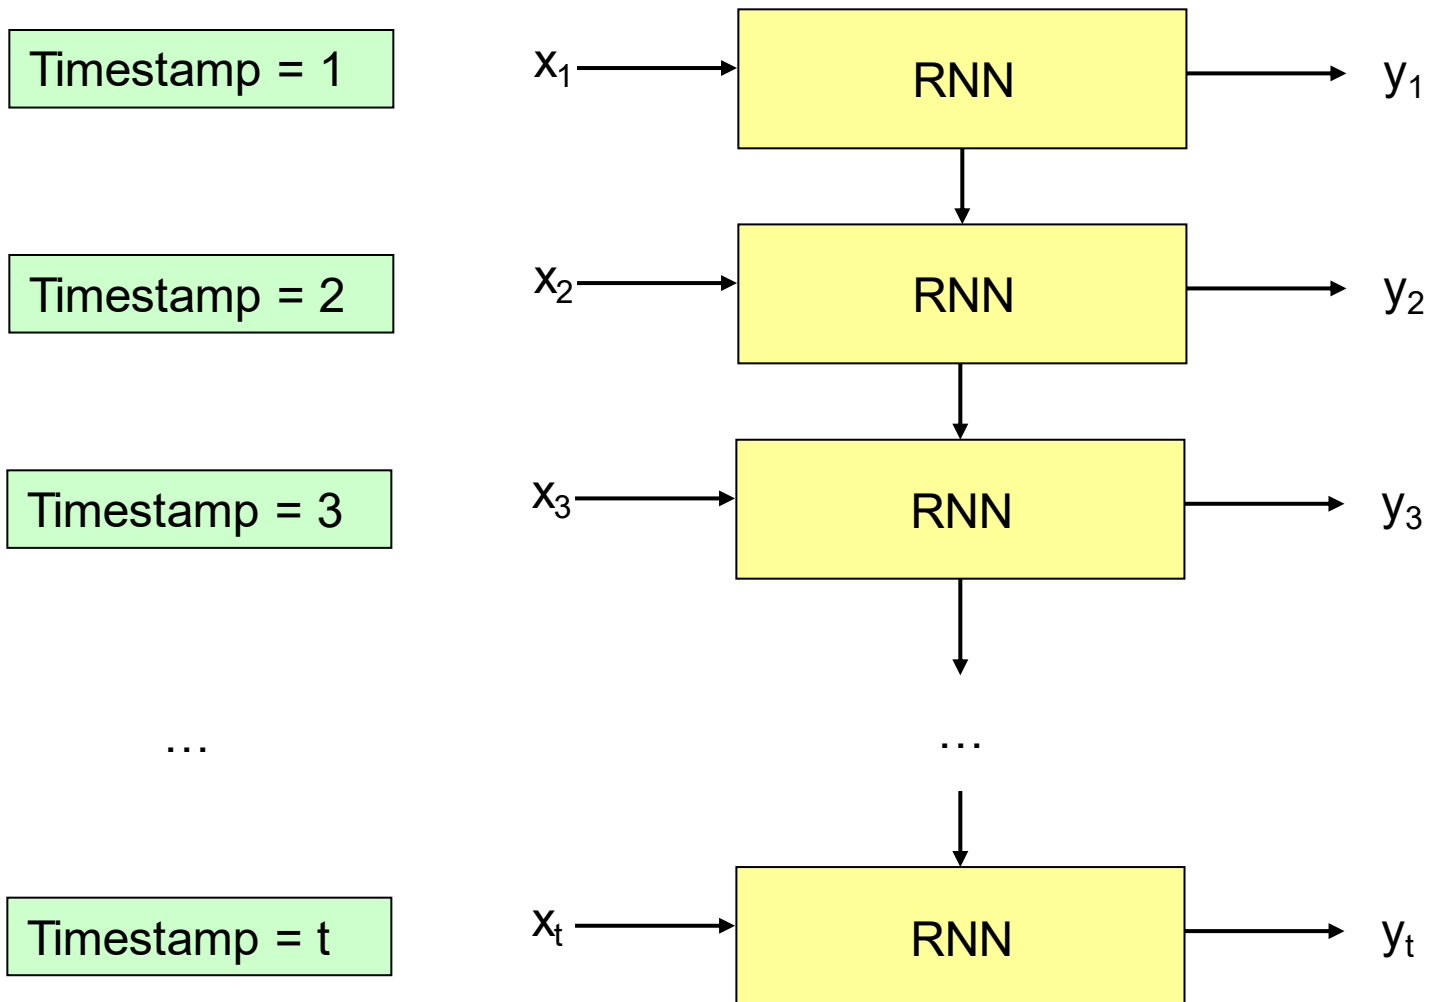 Timestamp = 1
x₁
RNN
y₁
Timestamp = 2
x₂
RNN
y₂
Timestamp = 3
x₃
RNN
y₃
…
…
Timestamp = t
xₜ
RNN
yₜ